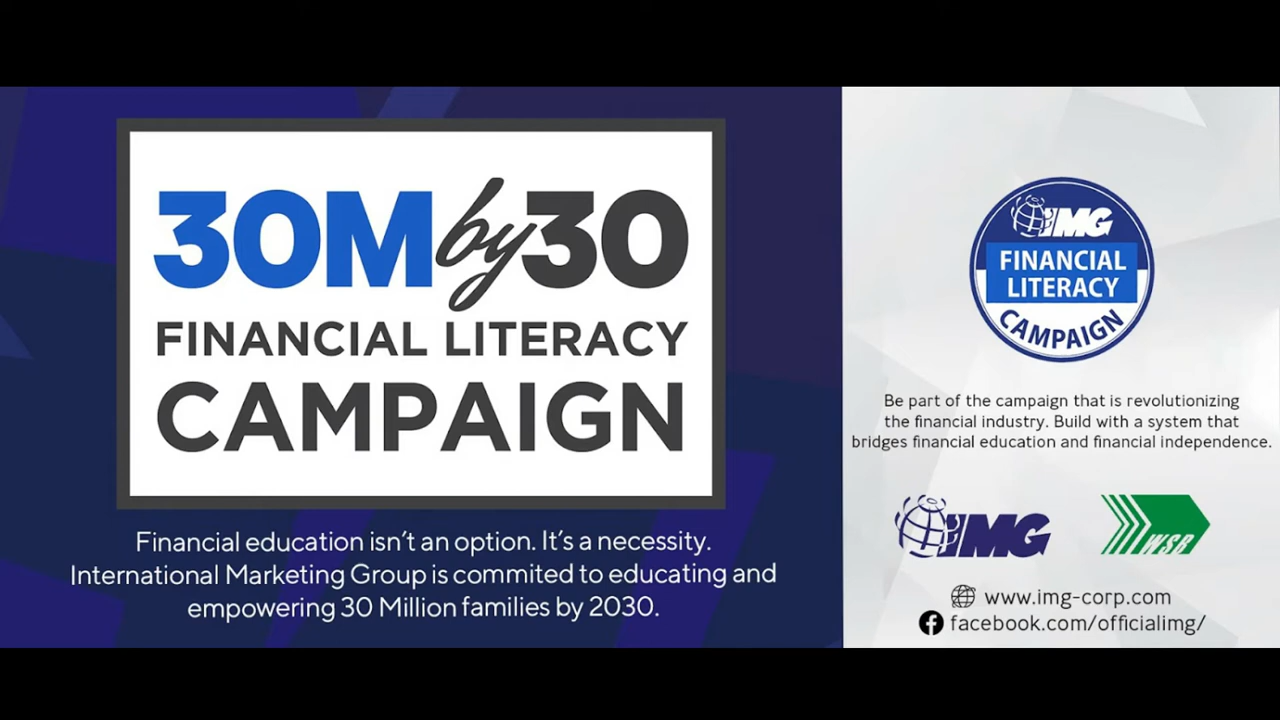 30M by 30
FINANCIAL LITERACY
CAMPAIGN
Financial education isn't an option. It's a necessity.
International Marketing Group is commited to educating and
empowering 30 Million families by 2030.
IMG
FINANCIAL
LITERACY
CAMPAIGN
Be part of the campaign that is revolutionizing
the financial industry. Build with a system that
bridges financial education and financial independence.
IMG
WSR
www.img-corp.com
facebook.com/officialimg/